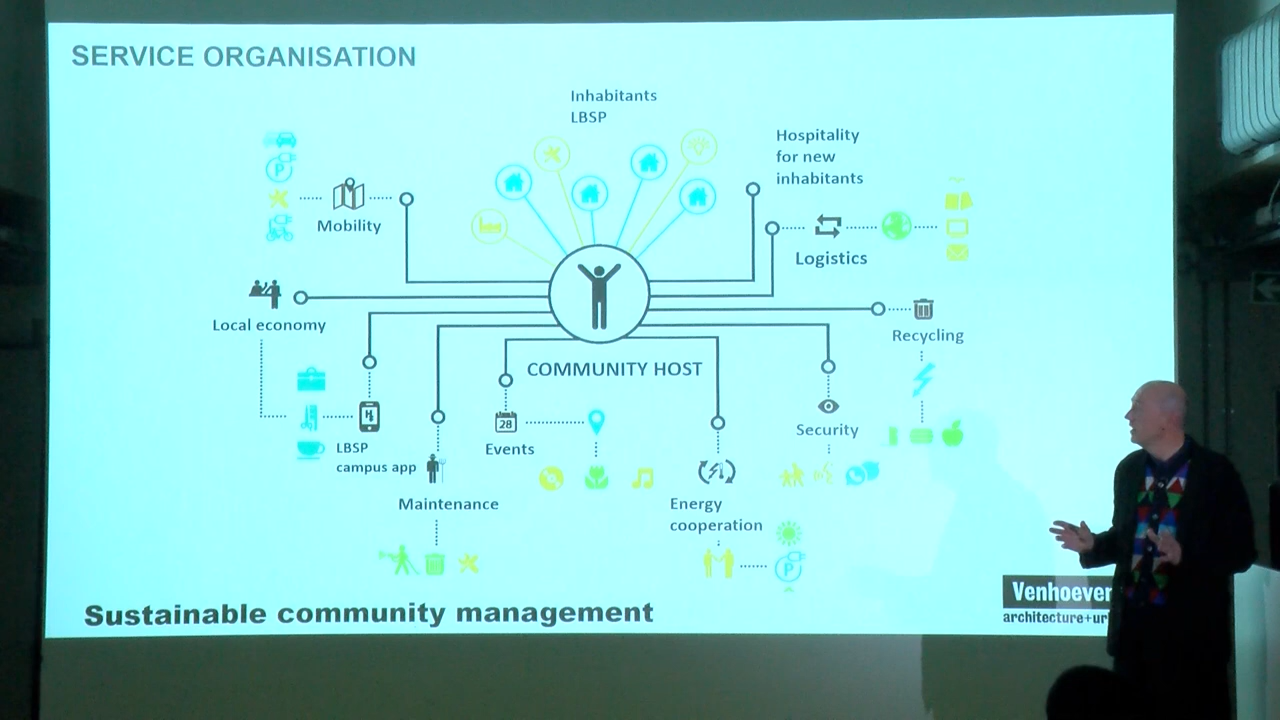 SERVICE ORGANISATION
Inhabitants
LBSP
Hospitality
for new
inhabitants
P
Mobility
Logistics
Local economy
Recycling
COMMUNITY HOST
28
Events
Security
LBSP
campus app
Maintenance
Energy
cooperation
P
Sustainable community management
Venhoeven
architecture+ur